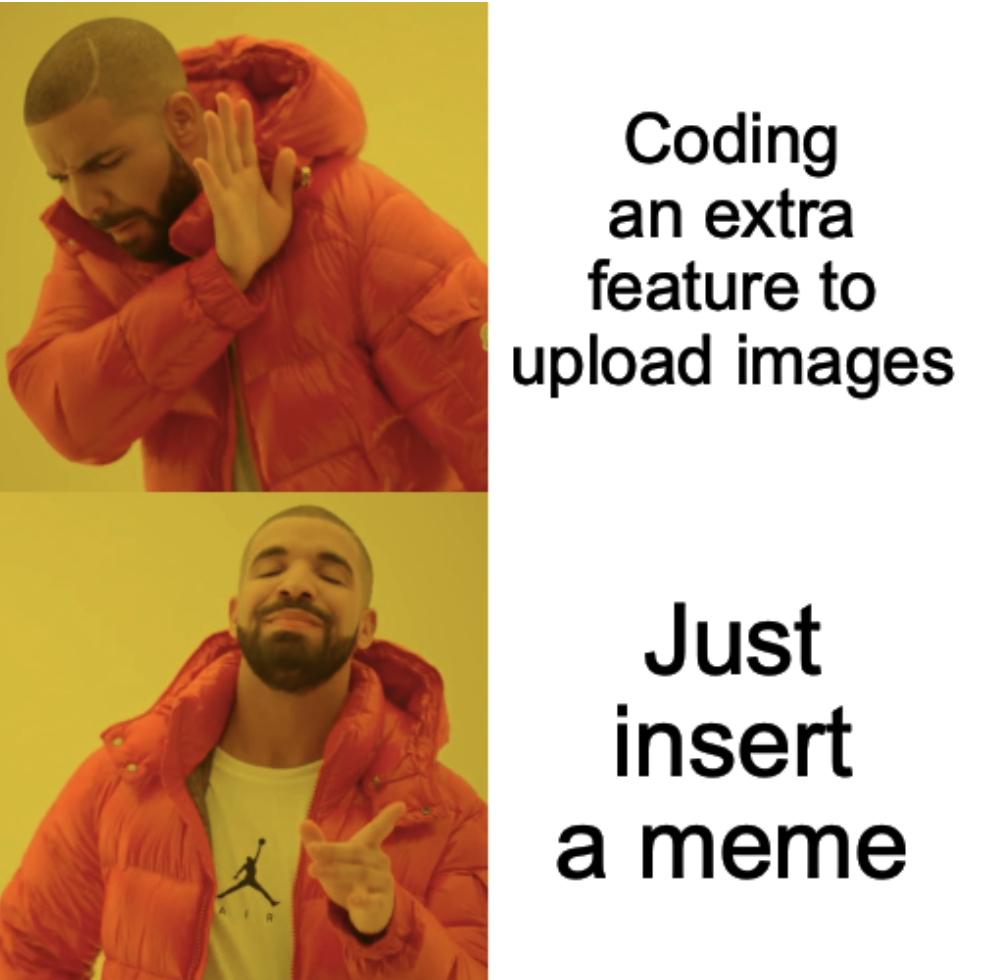 Coding
an extra
feature to
upload images
Just
insert
a meme
A I R